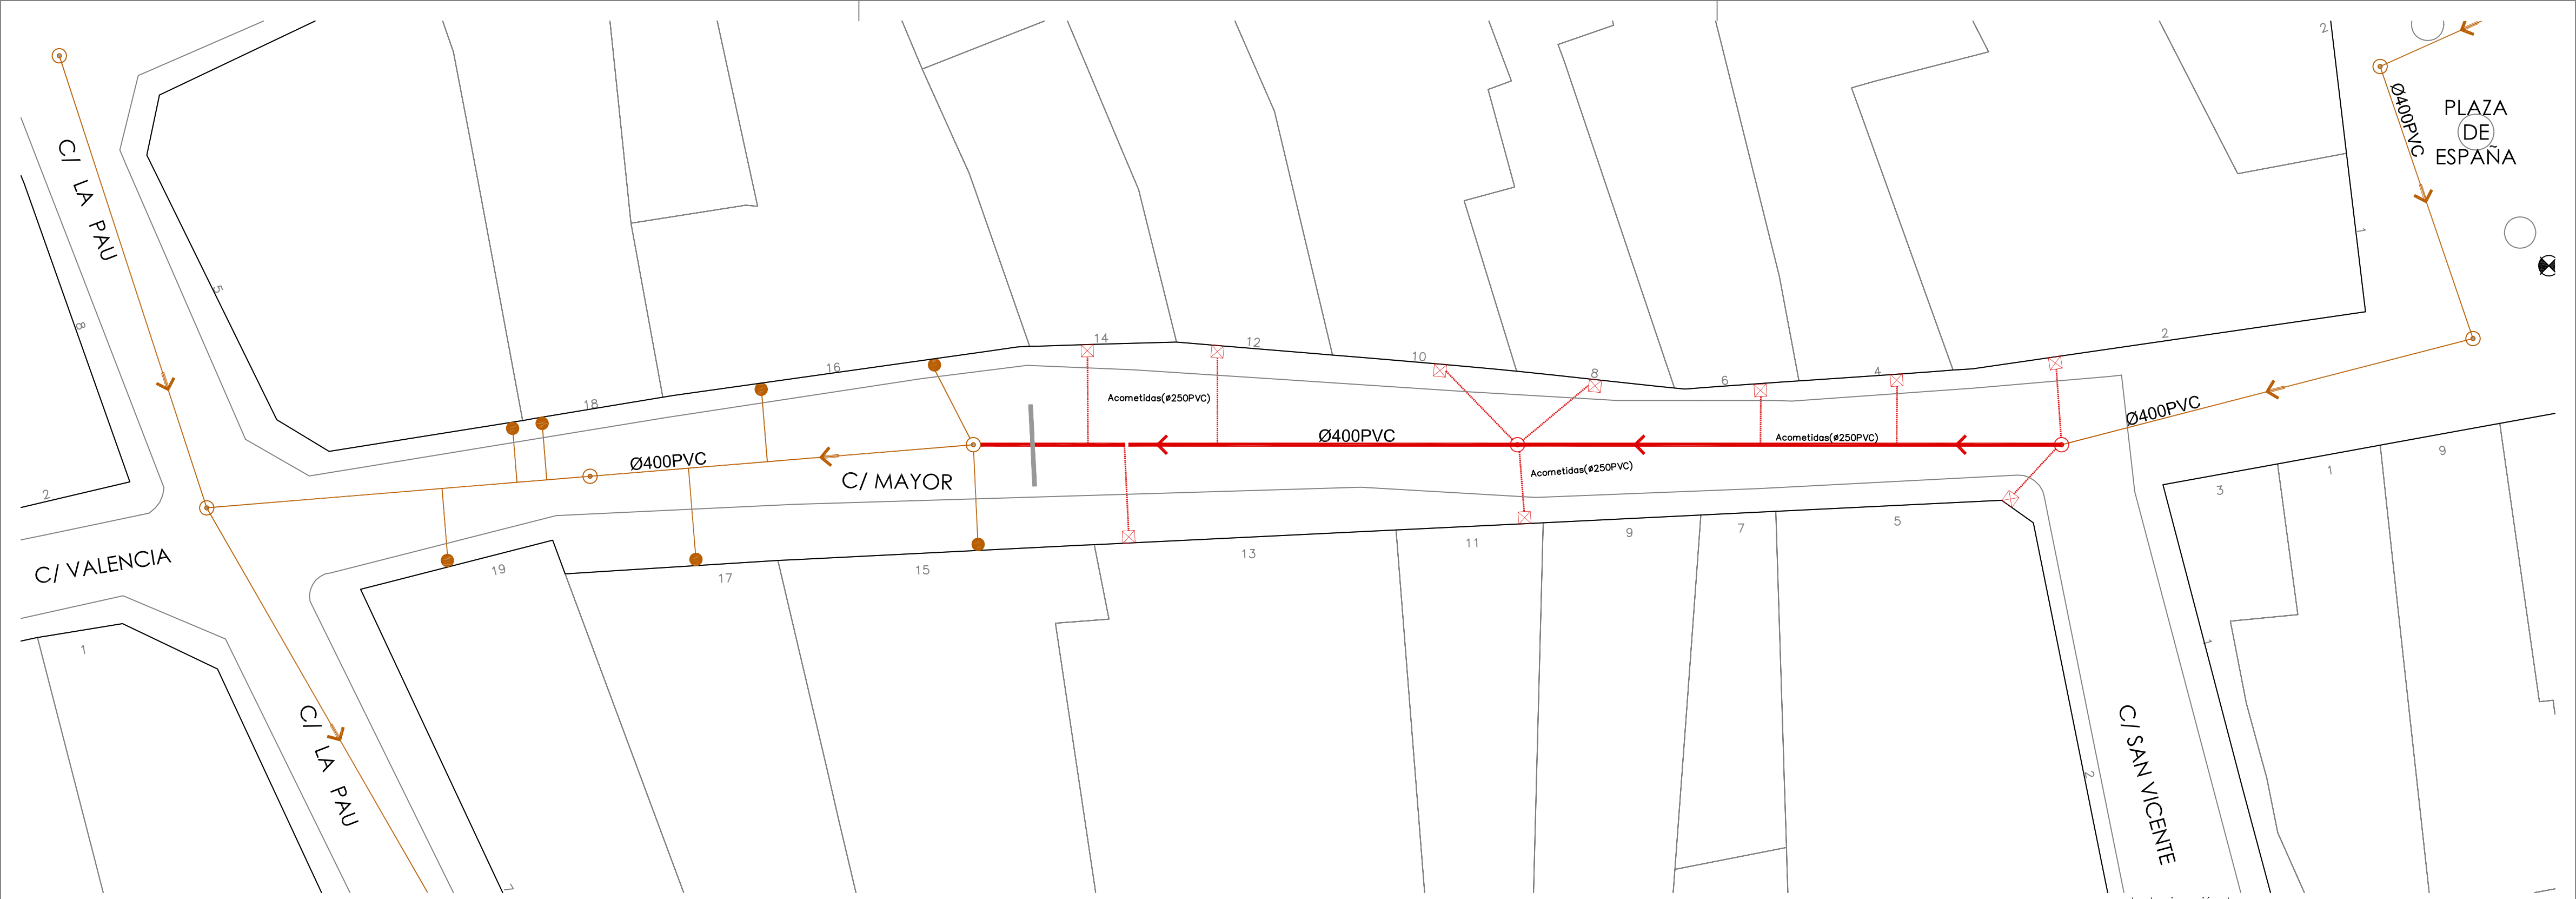 C/ LA PAU
5
8
2
C/ VALENCIA
1
C/ LA PAU
7
18
16
14
12
10
8
6
4
2
2
1
Ø400PVC
PLAZA
DE
ESPAÑA
Acometidas(ø250PVC)
Ø400PVC
Ø400PVC
Acometidas(ø250PVC)
Acometidas(ø250PVC)
Ø400PVC
C/ MAYOR
19
17
15
13
11
9
7
5
3
1
9
1
2
C/ SAN VICENTE